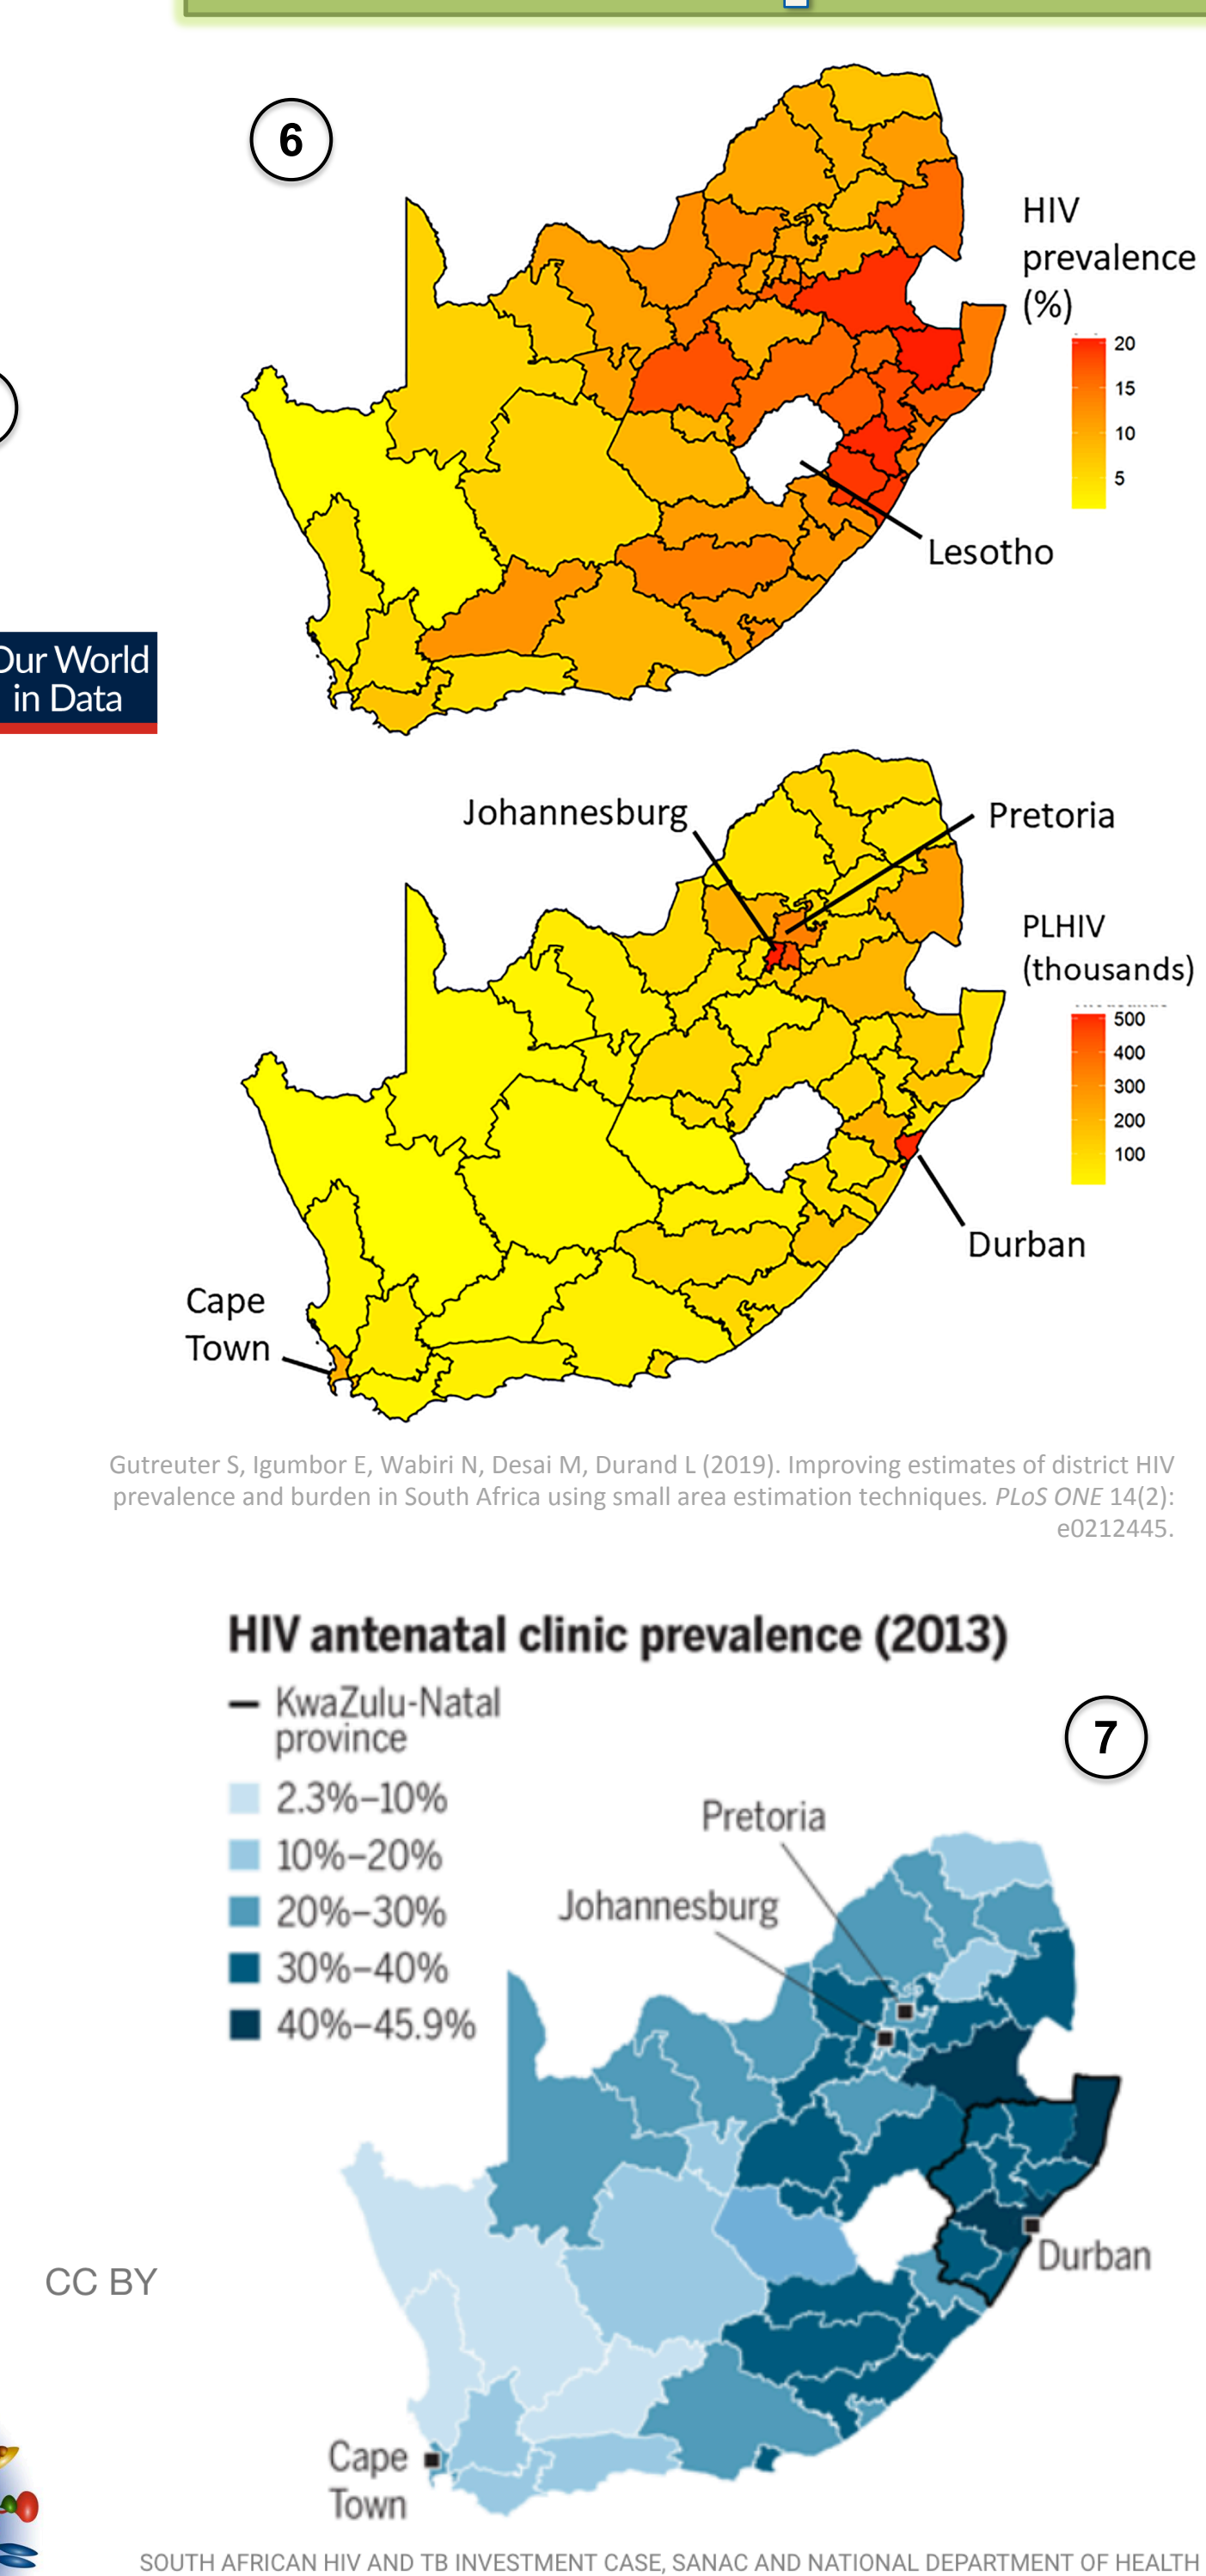 6
HIV
prevalence
(%)
20
15
10
5
Lesotho
Our World
in Data
Johannesburg
Pretoria
PLHIV
(thousands)
500
400
300
200
100
Durban
Cape
Town
Gutreuter S, Igumbor E, Wabiri N, Desai M, Durand L (2019). Improving estimates of district HIV
prevalence and burden in South Africa using small area estimation techniques. PLoS ONE 14(2):
e0212445.
HIV antenatal clinic prevalence (2013)
KwaZulu-Natal
province
7
2.3%–10%
10%–20%
20%–30%
30%–40%
40%–45.9%
Pretoria
Johannesburg
Durban
CC BY
Cape
Town
SOUTH AFRICAN HIV AND TB INVESTMENT CASE, SANAC AND NATIONAL DEPARTMENT OF HEALTH